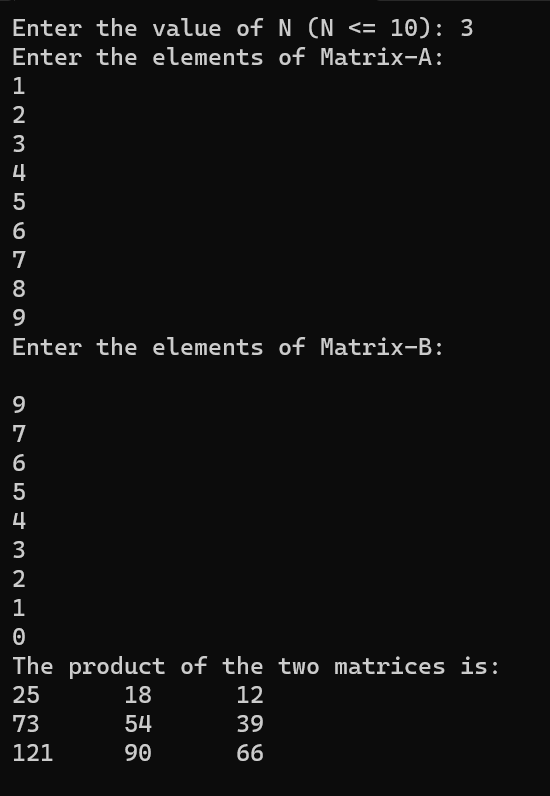 Enter the value of N (N <= 10): 3
Enter the elements of Matrix-A:
1
2
3
4
5
6
7
8
9
Enter the elements of Matrix-B:
9
7
6
5
4
3
2
1
0
The product of the two matrices is:
25 18 12
73 54 39
121 90 66